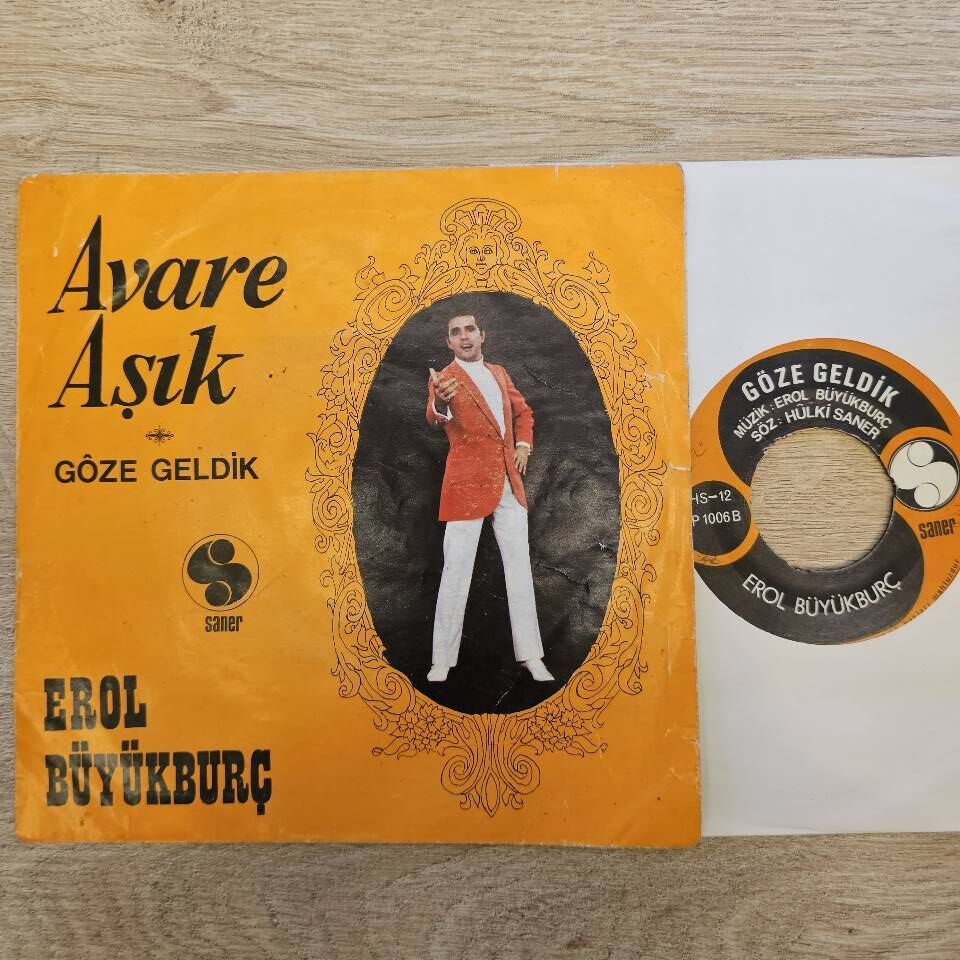 Avare
Aşık
GÔZE GELDİK
saner
EROL
BÜYÜKBURÇ
GÖZE GELDİK
MÜZİK : EROL BÜYÜKBURÇ
SÖZ : HÜLKİ SANER
HS-12
P 1006 B
saner
EROL BÜYÜKBURÇ